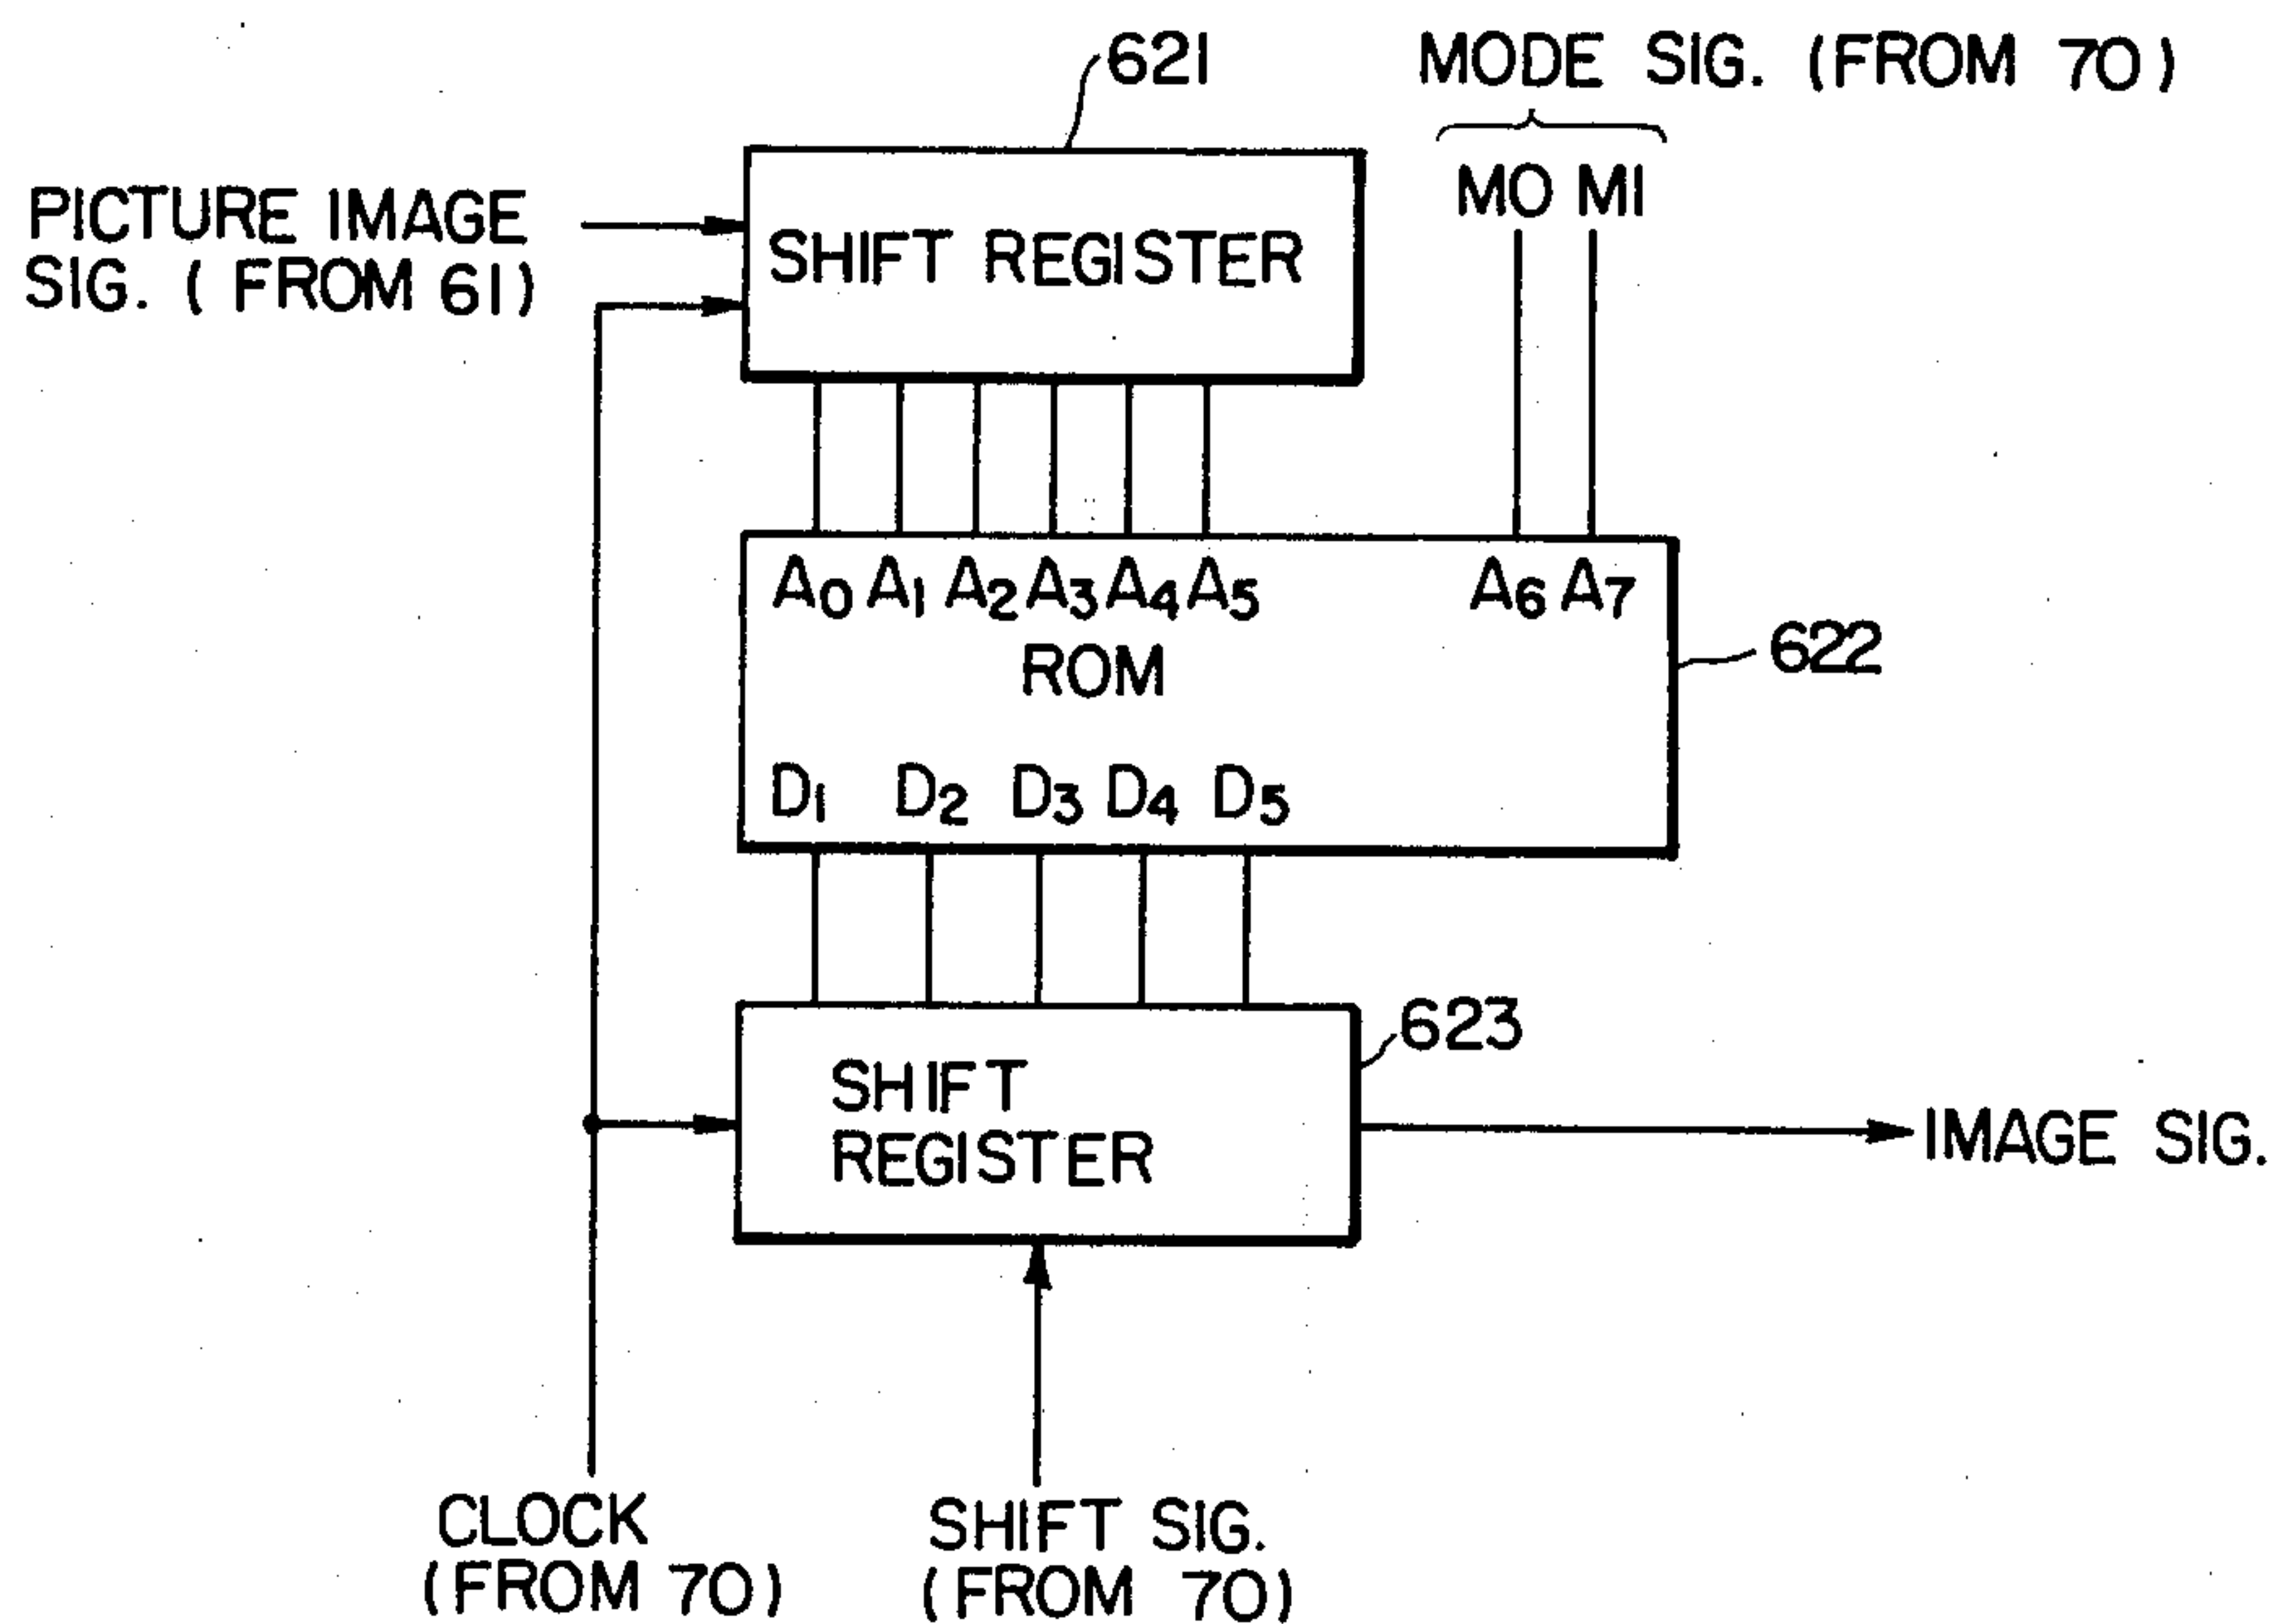 621
MODE SIG. (FROM 70)
MO MI
PICTURE IMAGE
SIG. ( FROM 61)
SHIFT REGISTER
A0 A1 A2 A3 A4 A5 A6 A7
ROM
622
D1 D2 D3 D4 D5
623
SHIFT
REGISTER
IMAGE SIG.
CLOCK
(FROM 70)
SHIFT SIG.
(FROM 70)